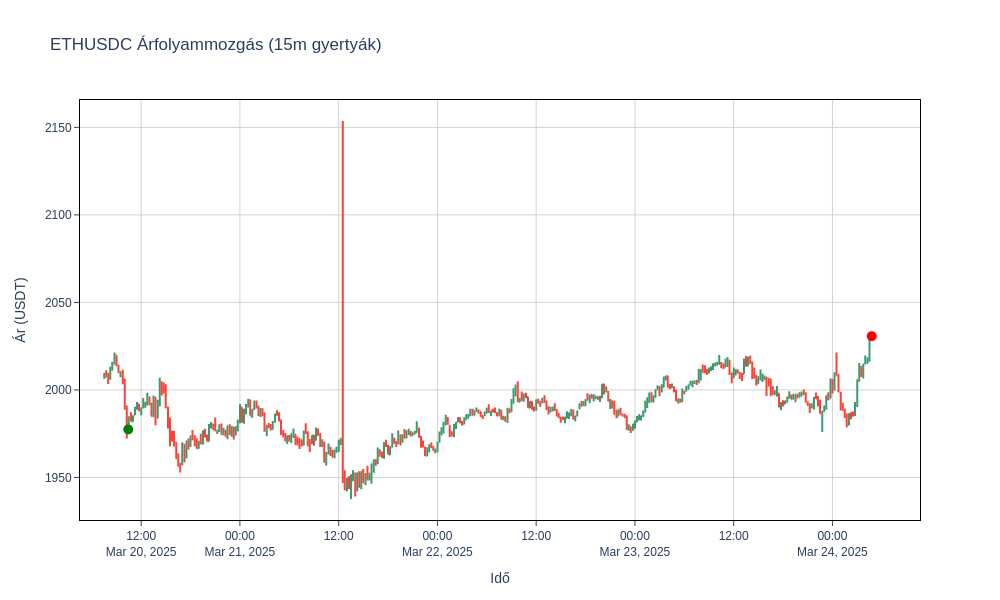 ETHUSDC Árfolyammozgás (15m gyertyák)
Ár (USDT)
2150
2100
2050
2000
1950
12:00 00:00 12:00 00:00 12:00 00:00 12:00 00:00
Mar 20, 2025 Mar 21, 2025 Mar 22, 2025 Mar 23, 2025 Mar 24, 2025
Idő